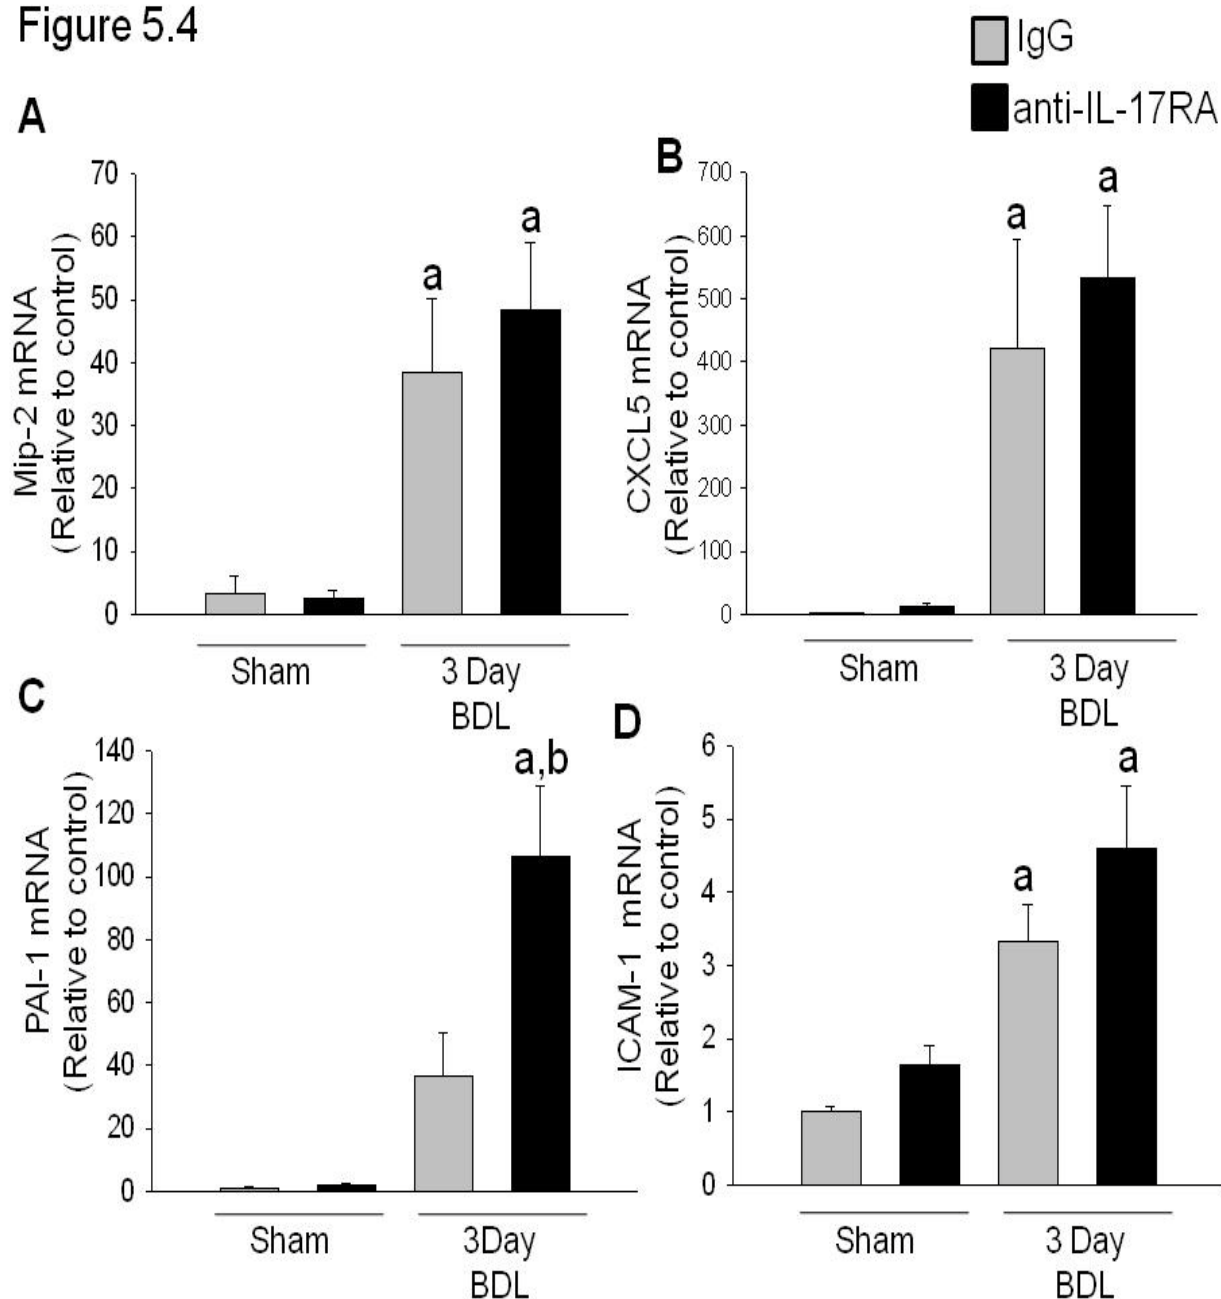 Figure 5.4
IgG
anti-IL-17RA
A
Mip-2 mRNA
(Relative to control)
70
60
50
40
30
20
10
0
a
a
Sham
3 Day
BDL
B
CXCL5 mRNA
(Relative to control)
700
600
500
400
300
200
100
0
a
a
Sham
3 Day
BDL
C
PAI-1 mRNA
(Relative to control)
140
120
100
80
60
40
20
0
a,b
Sham
3Day
BDL
D
ICAM-1 mRNA
(Relative to control)
6
5
4
3
2
1
0
a
a
Sham
3 Day
BDL